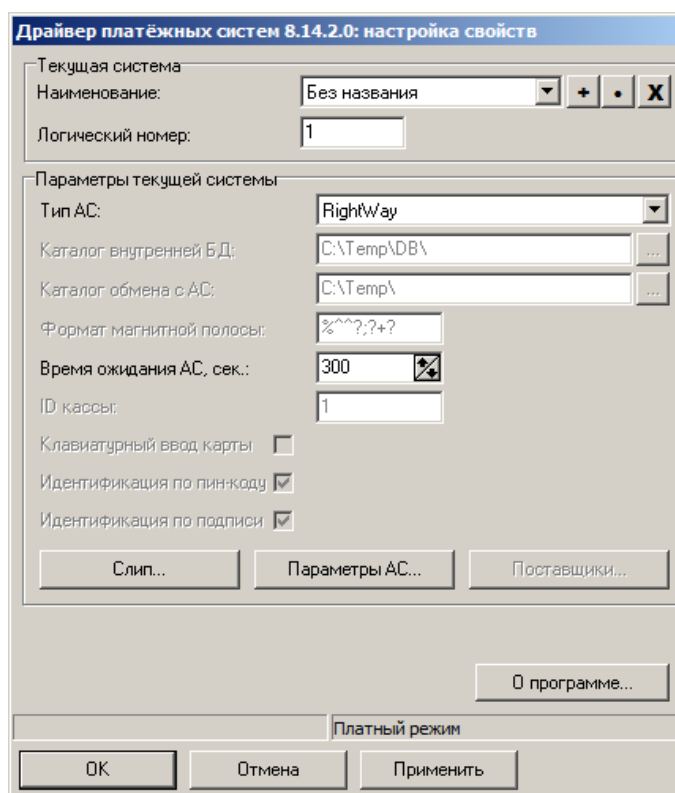 Драйвер платёжных систем 8.14.2.0: настройка свойств
Текущая система
Наименование: Без названия + • X
Логический номер: 1
Параметры текущей системы
Тип АС: RightWay
Каталог внутренней БД: C:\Temp\DB\ ...
Каталог обмена с АС: C:\Temp\ ...
Формат магнитной полосы: %^^?;?+?
Время ожидания АС, сек.: 300
ID кассы: 1
Клавиатурный ввод карты
Идентификация по пин-коду
Идентификация по подписи
Слип... Параметры АС... Поставщики...
О программе...
Платный режим
OK Отмена Применить